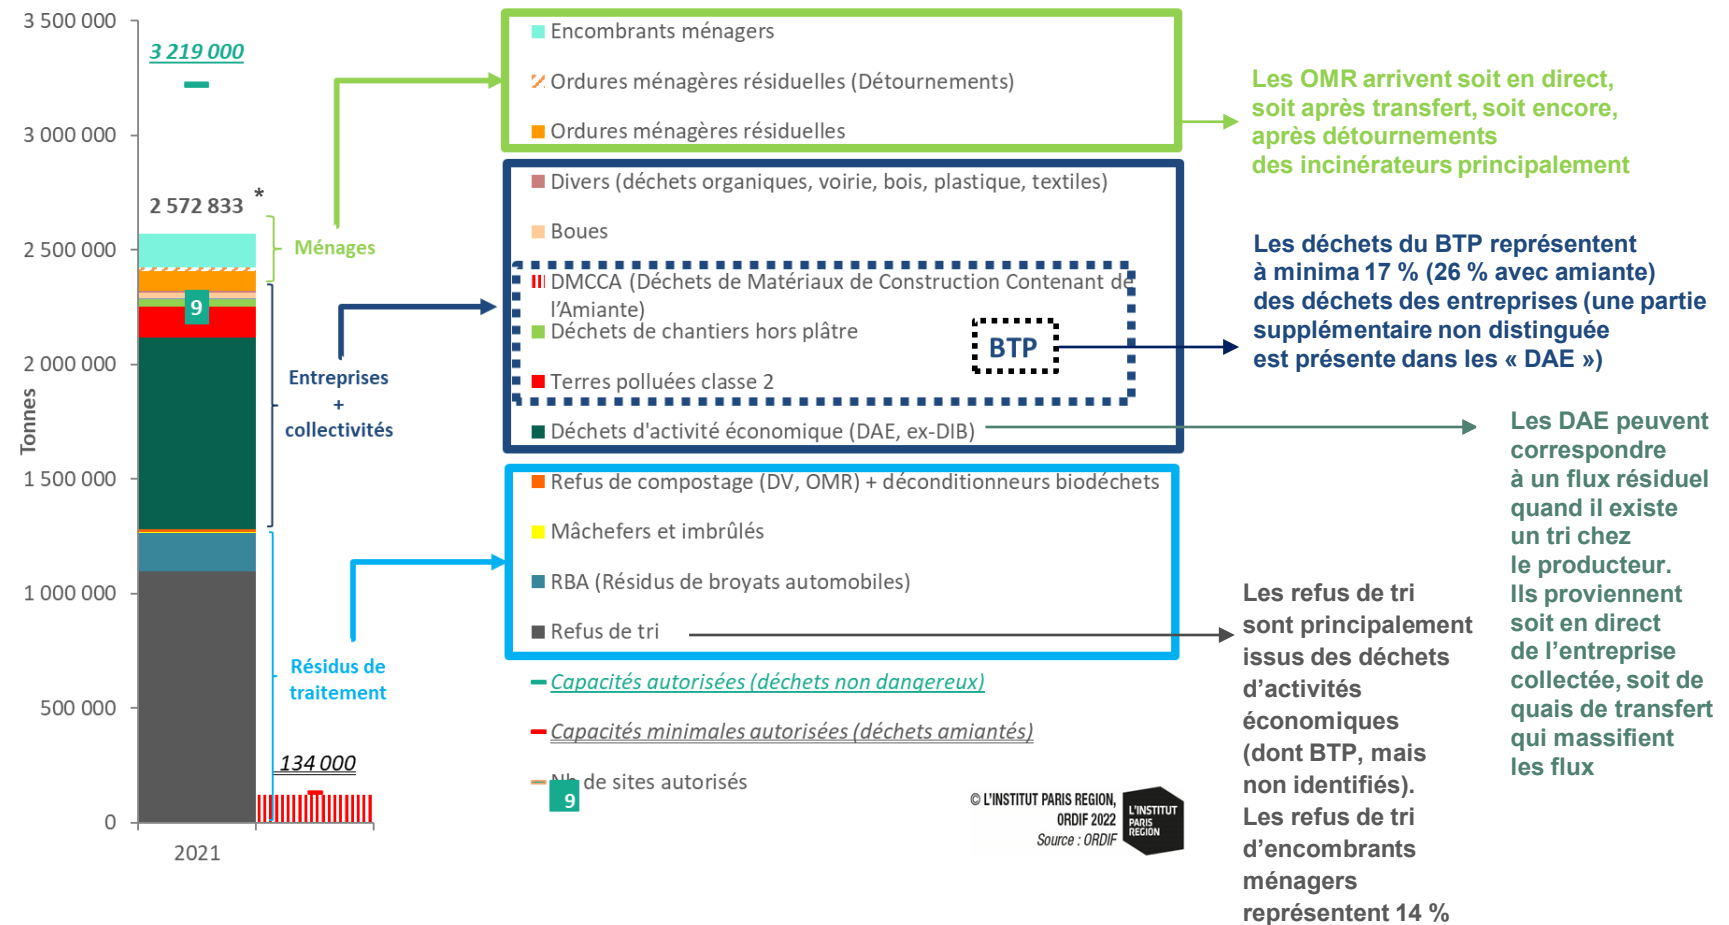 3 500 000
3 219 000
3 000 000
2 572 833 *
2 500 000
9
2 000 000
1 500 000
1 000 000
500 000
0
Tonnes
2021
134 000
Ménages
Entreprises
+
collectivités
Résidus de
traitement
Encombrants ménagers
Ordures ménagères résiduelles (Détournements)
Ordures ménagères résiduelles
Divers (déchets organiques, voirie, bois, plastique, textiles)
Boues
DMCCA (Déchets de Matériaux de Construction Contenant de
l’Amiante)
Déchets de chantiers hors plâtre
Terres polluées classe 2
BTP
Déchets d'activité économique (DAE, ex-DIB)
Refus de compostage (DV, OMR) + déconditionneurs biodéchets
Mâchefers et imbrûlés
RBA (Résidus de broyats automobiles)
Refus de tri
Capacités autorisées (déchets non dangereux)
Capacités minimales autorisées (déchets amiantés)
Nb de sites autorisés
9
© L'INSTITUT PARIS REGION,
ORDIF 2022
Source : ORDIF
L'INSTITUT
PARIS
REGION
Les OMR arrivent soit en direct,
soit après transfert, soit encore,
après détournements
des incinérateurs principalement
Les déchets du BTP représentent
à minima 17 % (26 % avec amiante)
des déchets des entreprises (une partie
supplémentaire non distinguée
est présente dans les « DAE »)
Les DAE peuvent
correspondre
à un flux résiduel
quand il existe
un tri chez
le producteur.
Ils proviennent
soit en direct
de l’entreprise
collectée, soit de
quais de transfert
qui massifient
les flux
Les refus de tri
sont principalement
issus des déchets
d’activités
économiques
(dont BTP, mais
non identifiés).
Les refus de tri
d’encombrants
ménagers
représentent 14 %